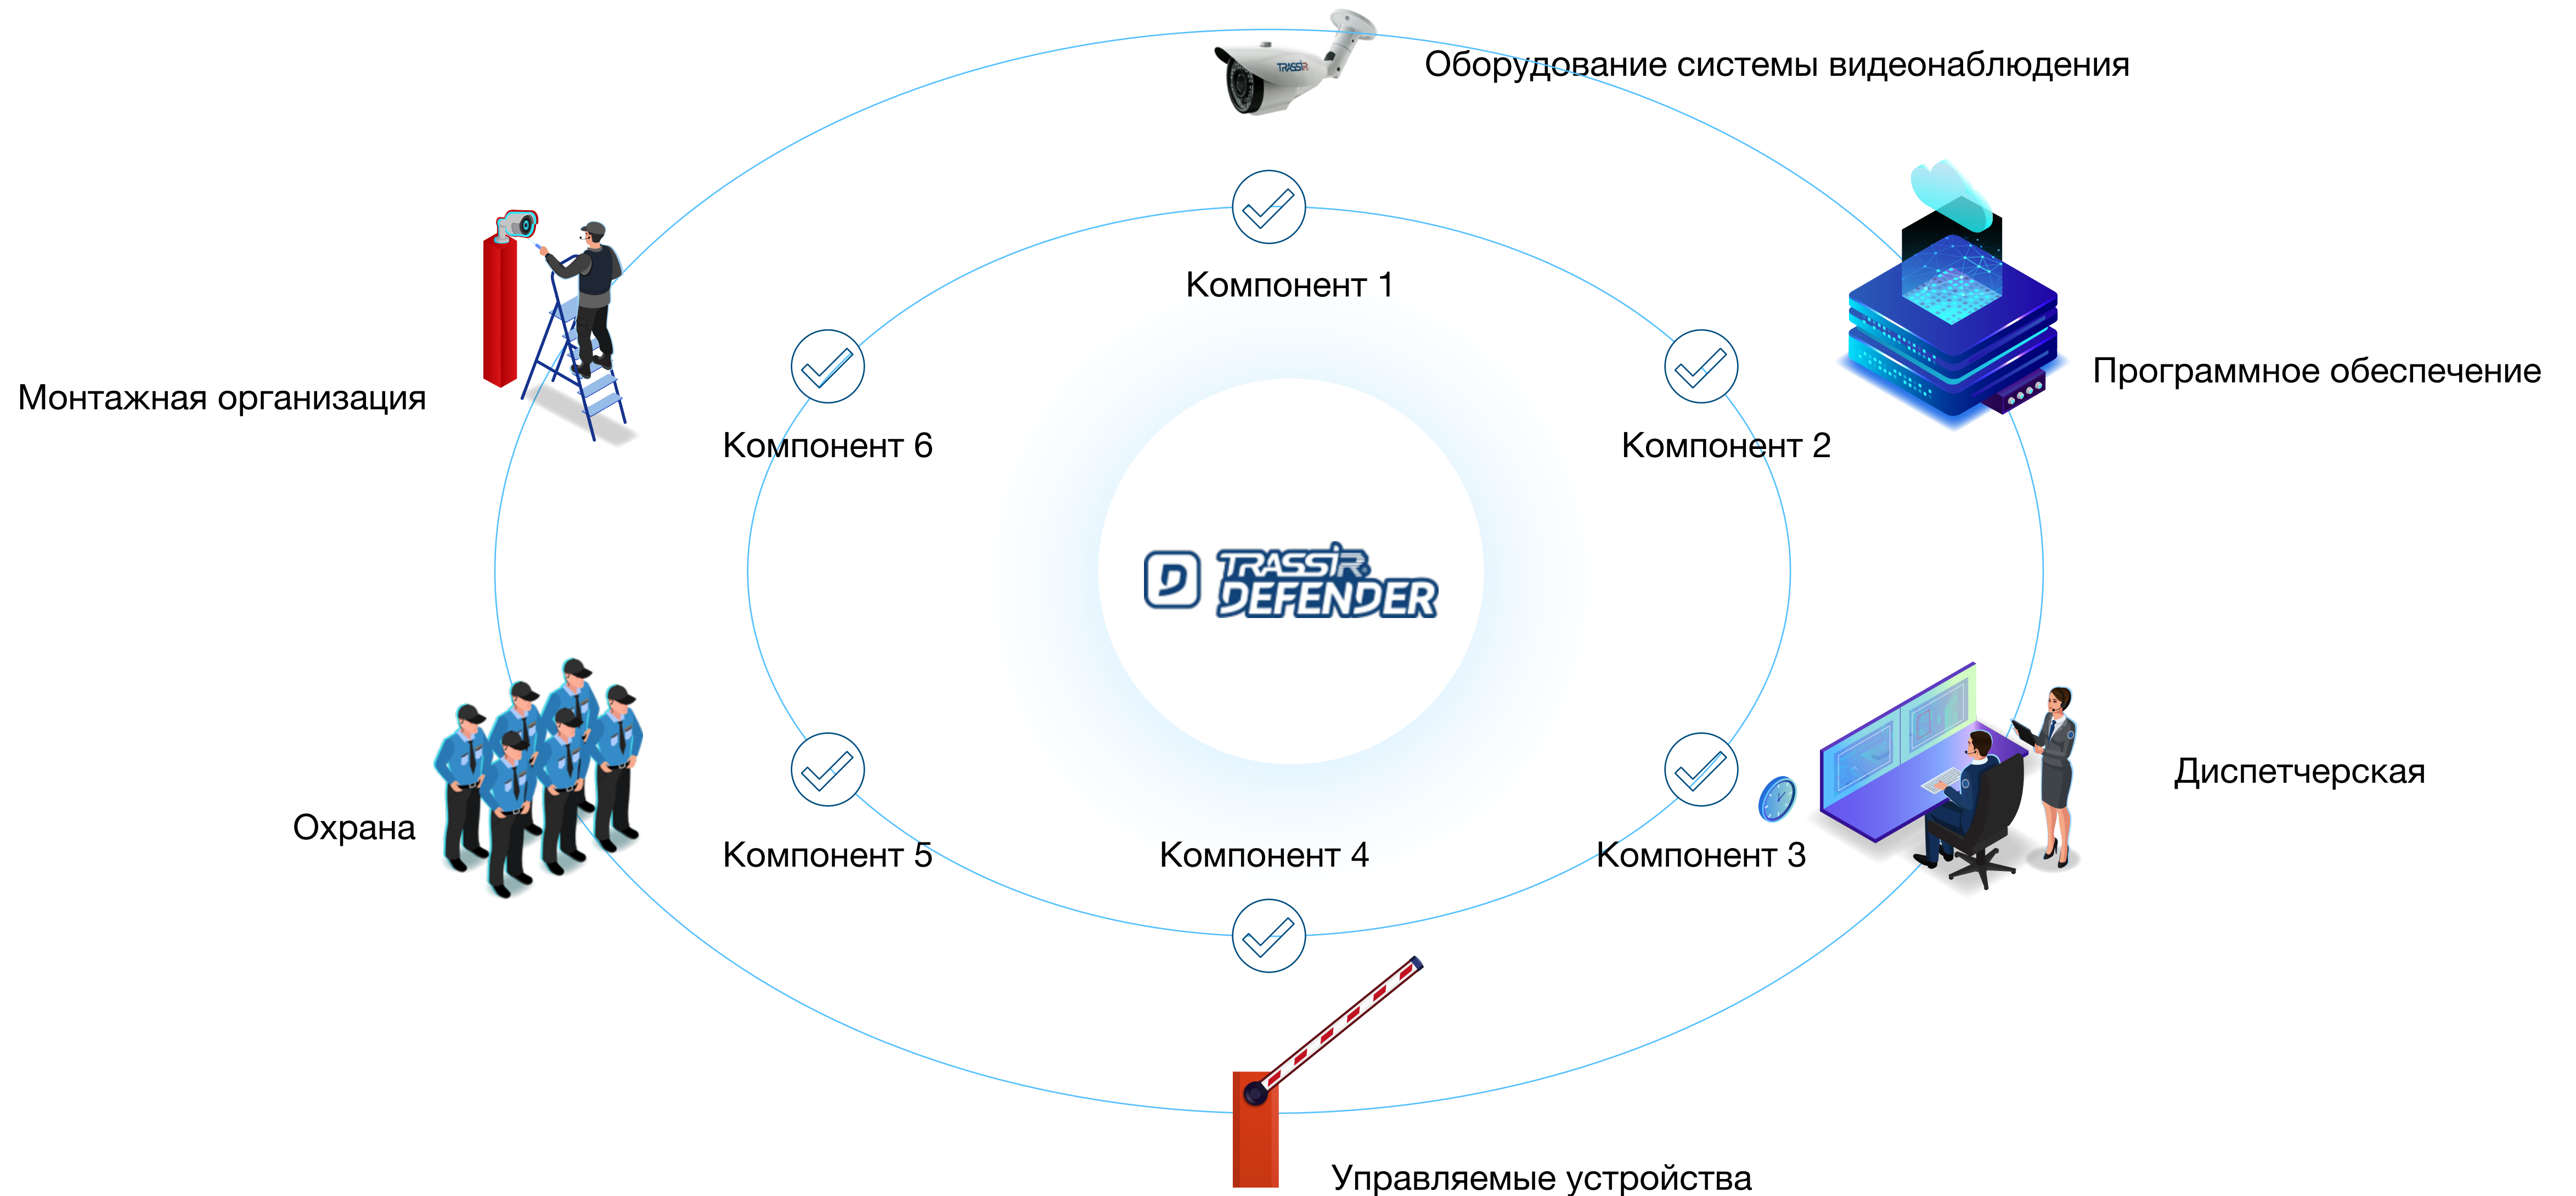 TRASSIR
Оборудование системы видеонаблюдения
Компонент 1
Программное обеспечение
Монтажная организация
Компонент 6
Компонент 2
TRASSIR
DEFENDER
Диспетчерская
Охрана
Компонент 5
Компонент 4
Компонент 3
Управляемые устройства